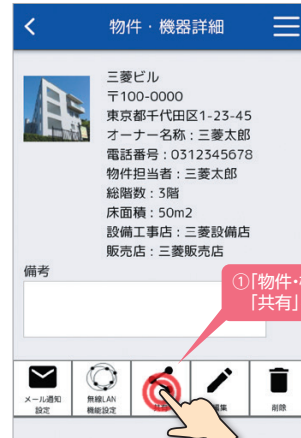 物件・機器詳細
三菱ビル
〒100-0000
東京都千代田区1-23-45
オーナー名称：三菱太郎
電話番号：0312345678
物件担当者：三菱太郎
総階数：3階
床面積：50m2
設備工事店：三菱設備店
販売店：三菱販売店
備考
①「物件・
「共有」
メール通知
設定
無線LAN
機能設定
編集
削除